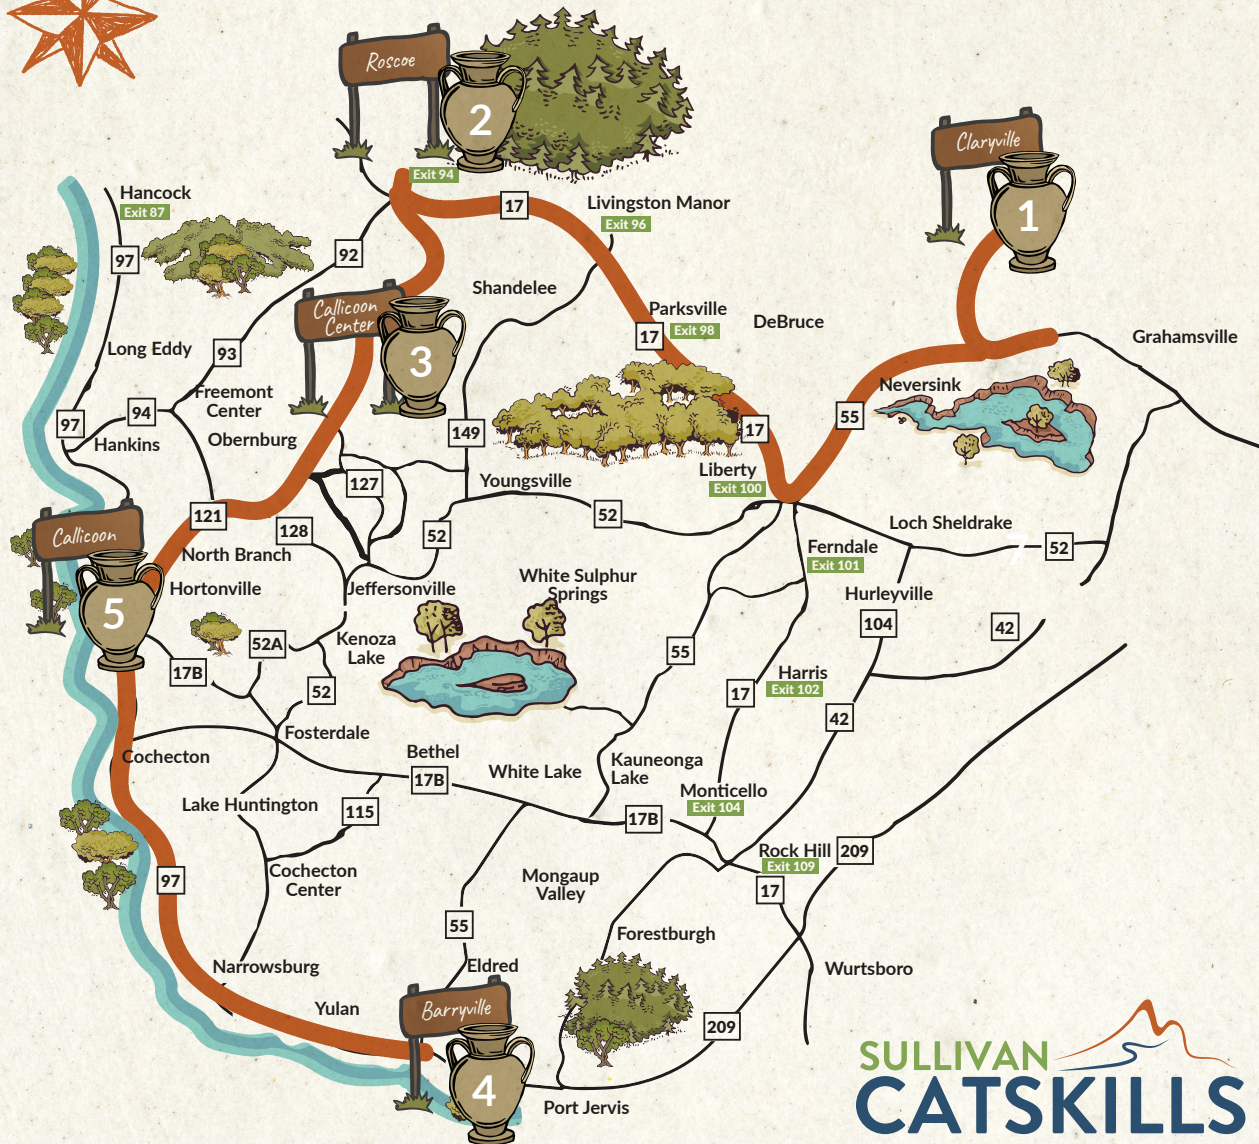 Roscoe
2
Claryville
1
Exit 94
Hancock
Exit 87
17
Livingston Manor
Exit 96
97
92
Callicoon
Center
3
Shandelee
Parksville
Exit 98
17
DeBruce
Grahamsville
Long Eddy
93
Freemont
Center
94
97
Hankins
Obernburg
149
Neversink
55
17
Liberty
Exit 100
127
Youngsville
52
121
128
52
Callicoon
5
North Branch
Loch Sheldrake
7
52
Ferndale
Exit 101
Hortonville
Jeffersonville
White Sulphur
Springs
Hurleyville
104
42
52A
Kenoza
Lake
17B
52
55
Harris
Exit 102
17
42
Fosterdale
Cochecton
Bethel
17B
White Lake
Kauneonga
Lake
Monticello
Exit 104
Lake Huntington
115
17B
Rock Hill
Exit 109
209
17
97
Cochecton
Center
Mongaup
Valley
55
Forestburgh
Narrowsburg
Eldred
Wurtsboro
Yulan
Barryville
4
209
Port Jervis
SULLIVAN
CATSKILLS